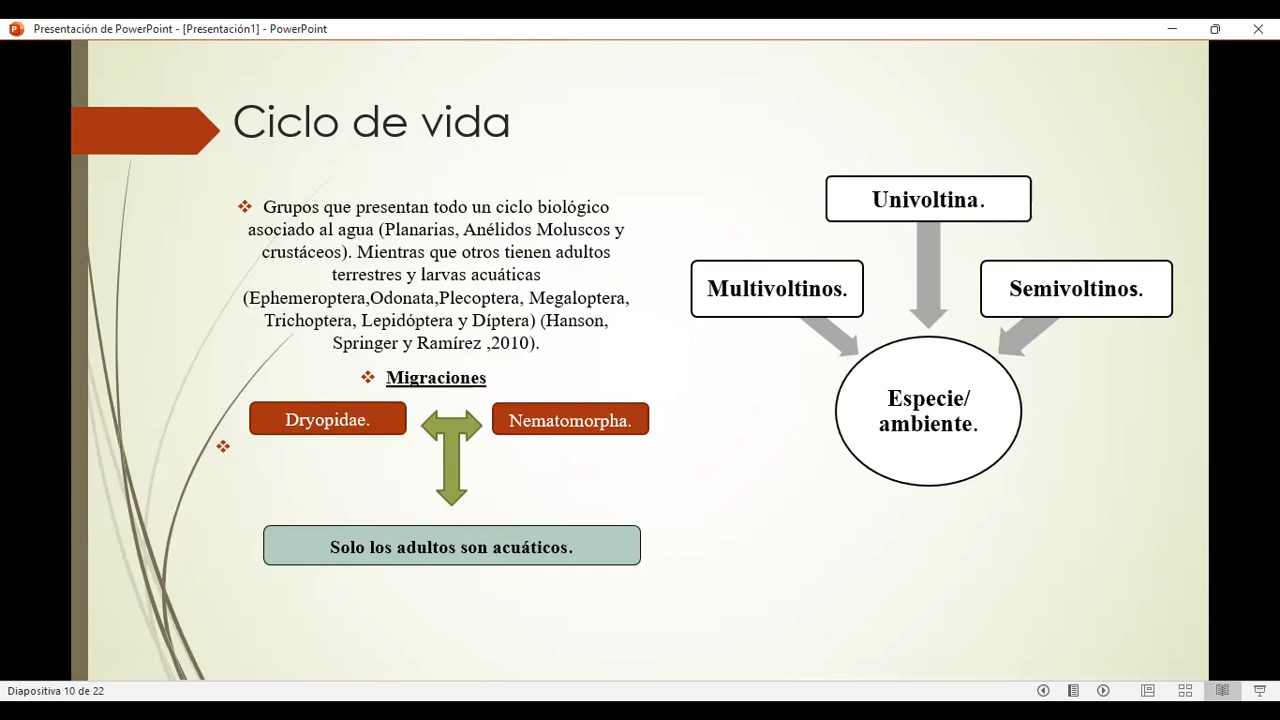 Presentación de PowerPoint - [Presentación1] - PowerPoint
Ciclo de vida
Grupos que presentan todo un ciclo biológico
asociado al agua (Planarias, Anélidos Moluscos y
crustáceos). Mientras que otros tienen adultos
terrestres y larvas acuáticas
(Ephemeroptera,Odonata,Plecoptera, Megaloptera,
Trichoptera, Lepidóptera y Díptera) (Hanson,
Springer y Ramírez ,2010).
Migraciones
Dryopidae.
Nematomorpha.
Solo los adultos son acuáticos.
Univoltina.
Multivoltinos.
Semivoltinos.
Especie/
ambiente.
Diapositiva 10 de 22